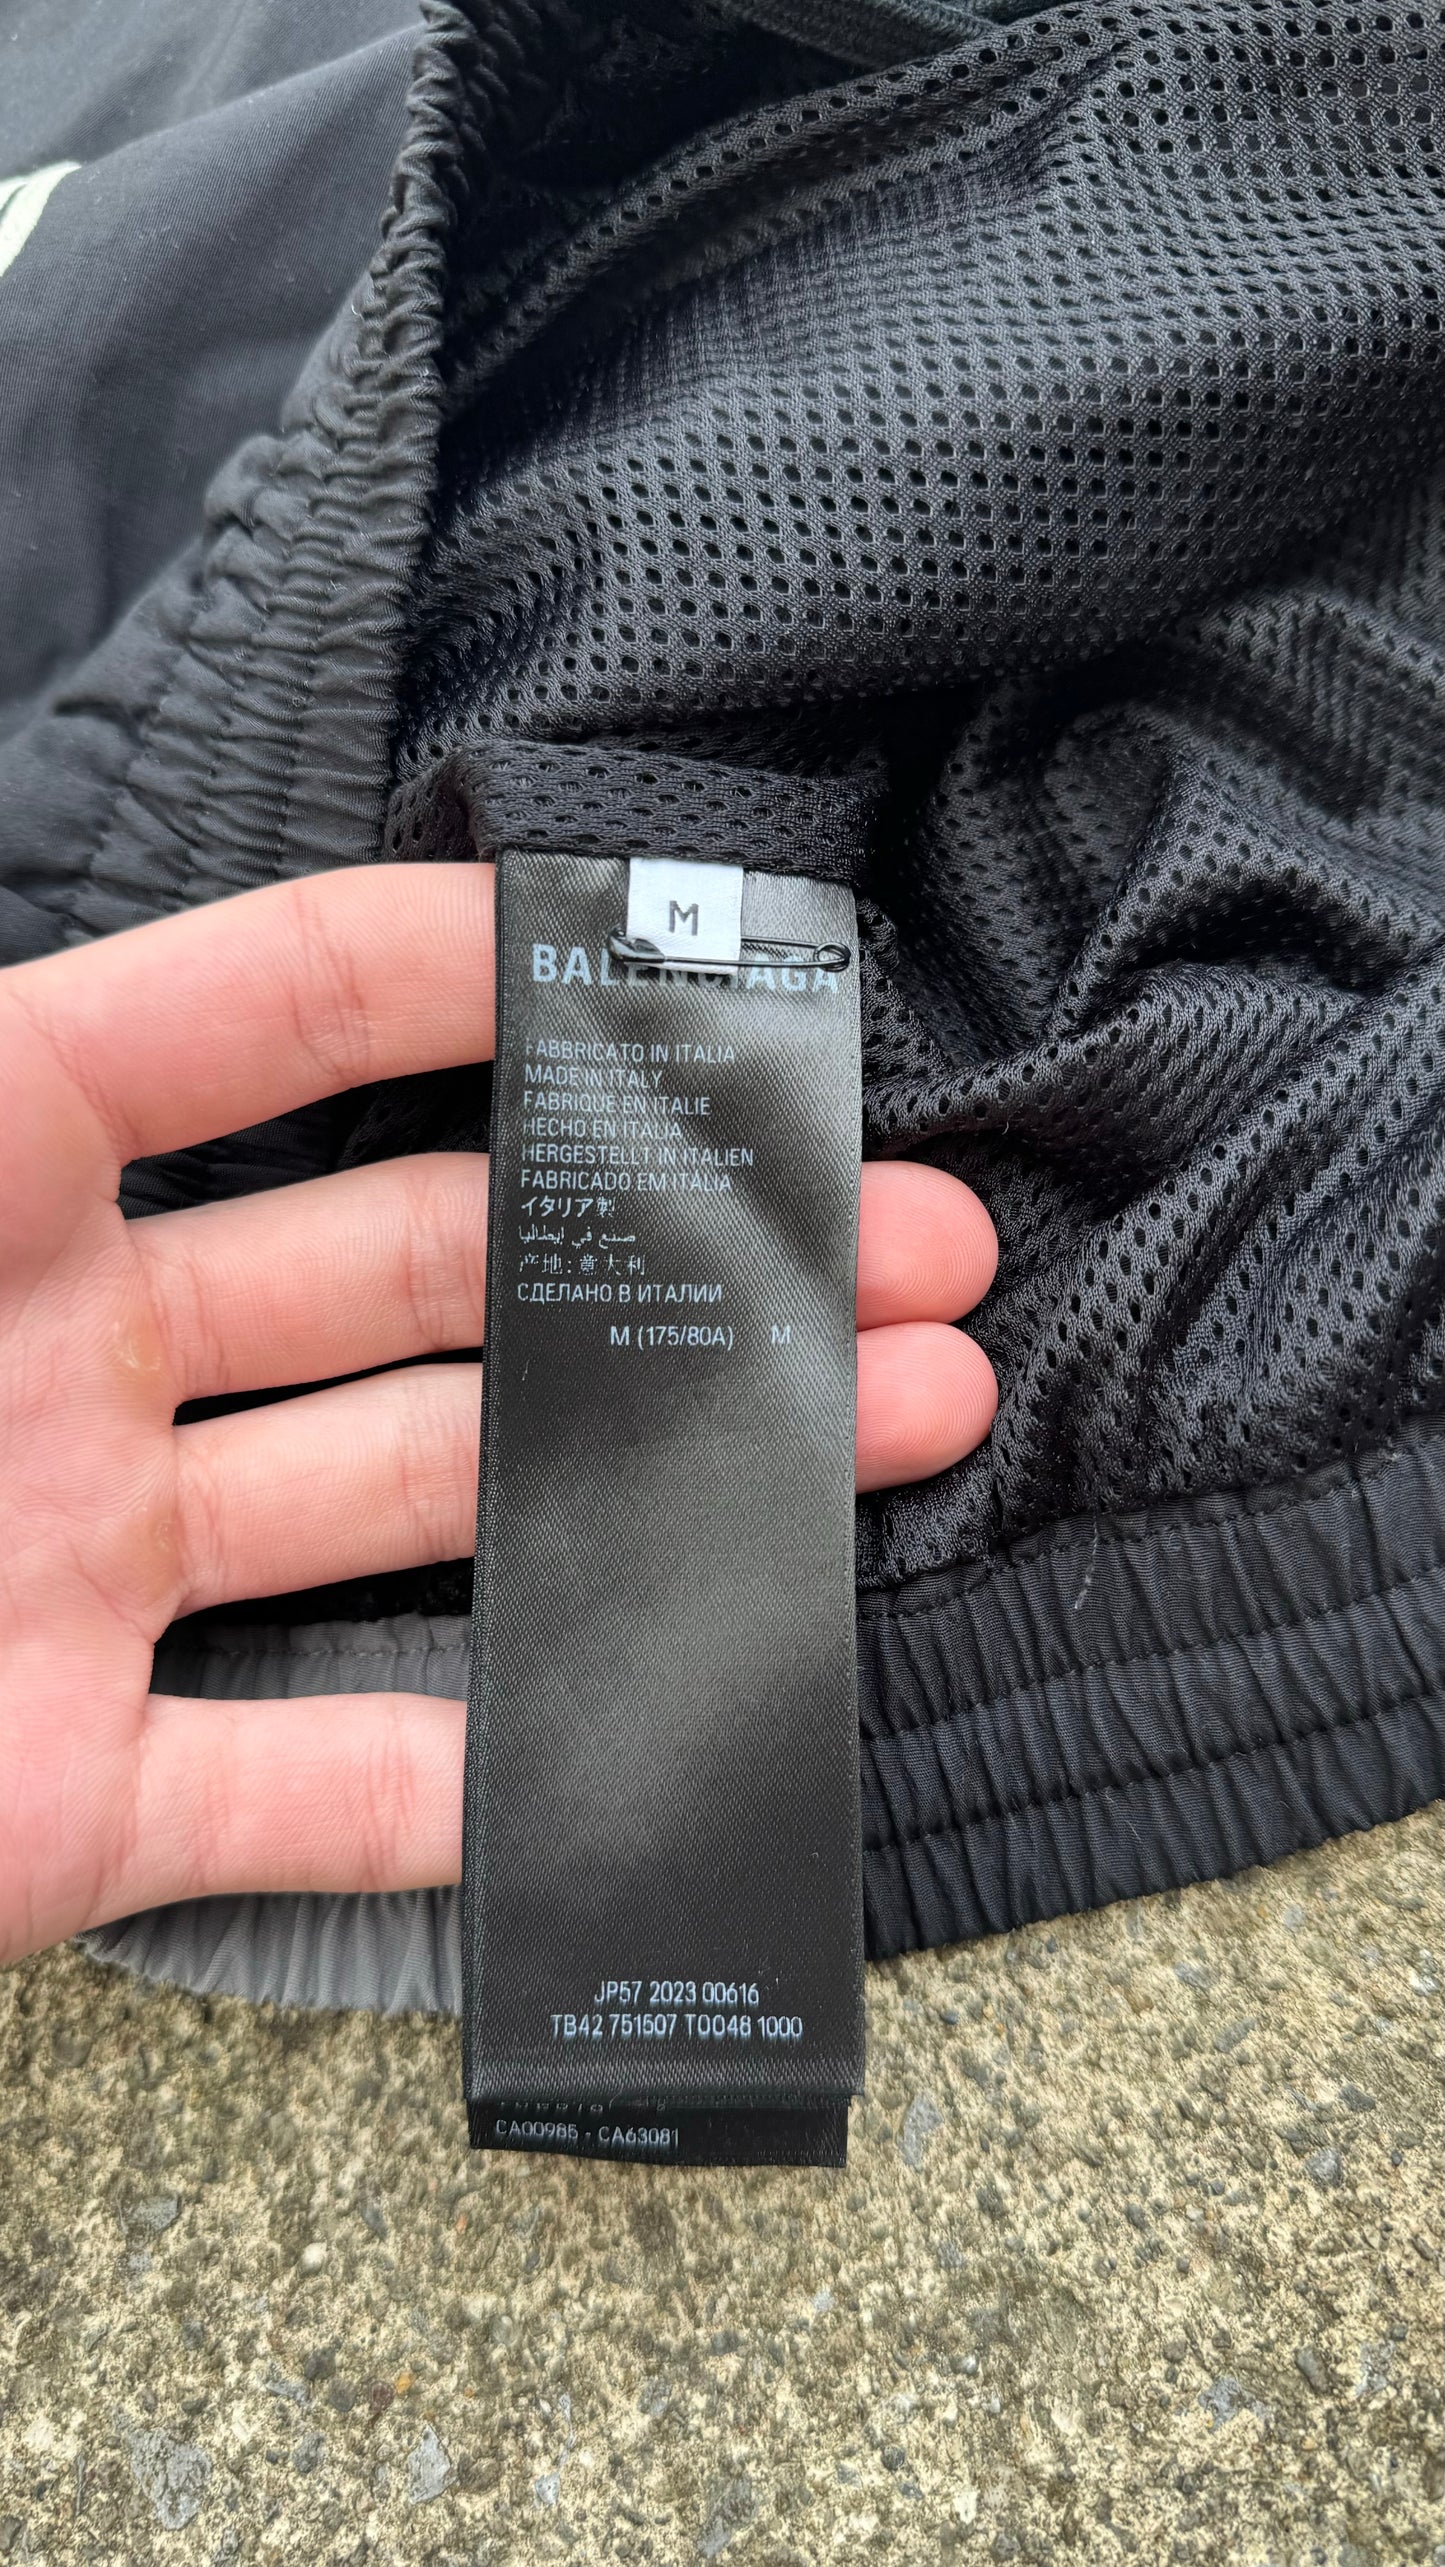 M
BALENCIAGA
FABBRICATO IN ITALIA
MADE IN ITALY
FABRIQUE EN ITALIE
HECHO EN ITALIA
HERGESTELLT IN ITALIEN
FABRICADO EM ITALIA
イタリア製
صنع في ايطاليا
产地: 意大利
СДЕЛАНО В ИТАЛИИ
M (175/80A) M
JP57 2023 00616
TB42 751507 TO048 1000
CA00985 - CA63081